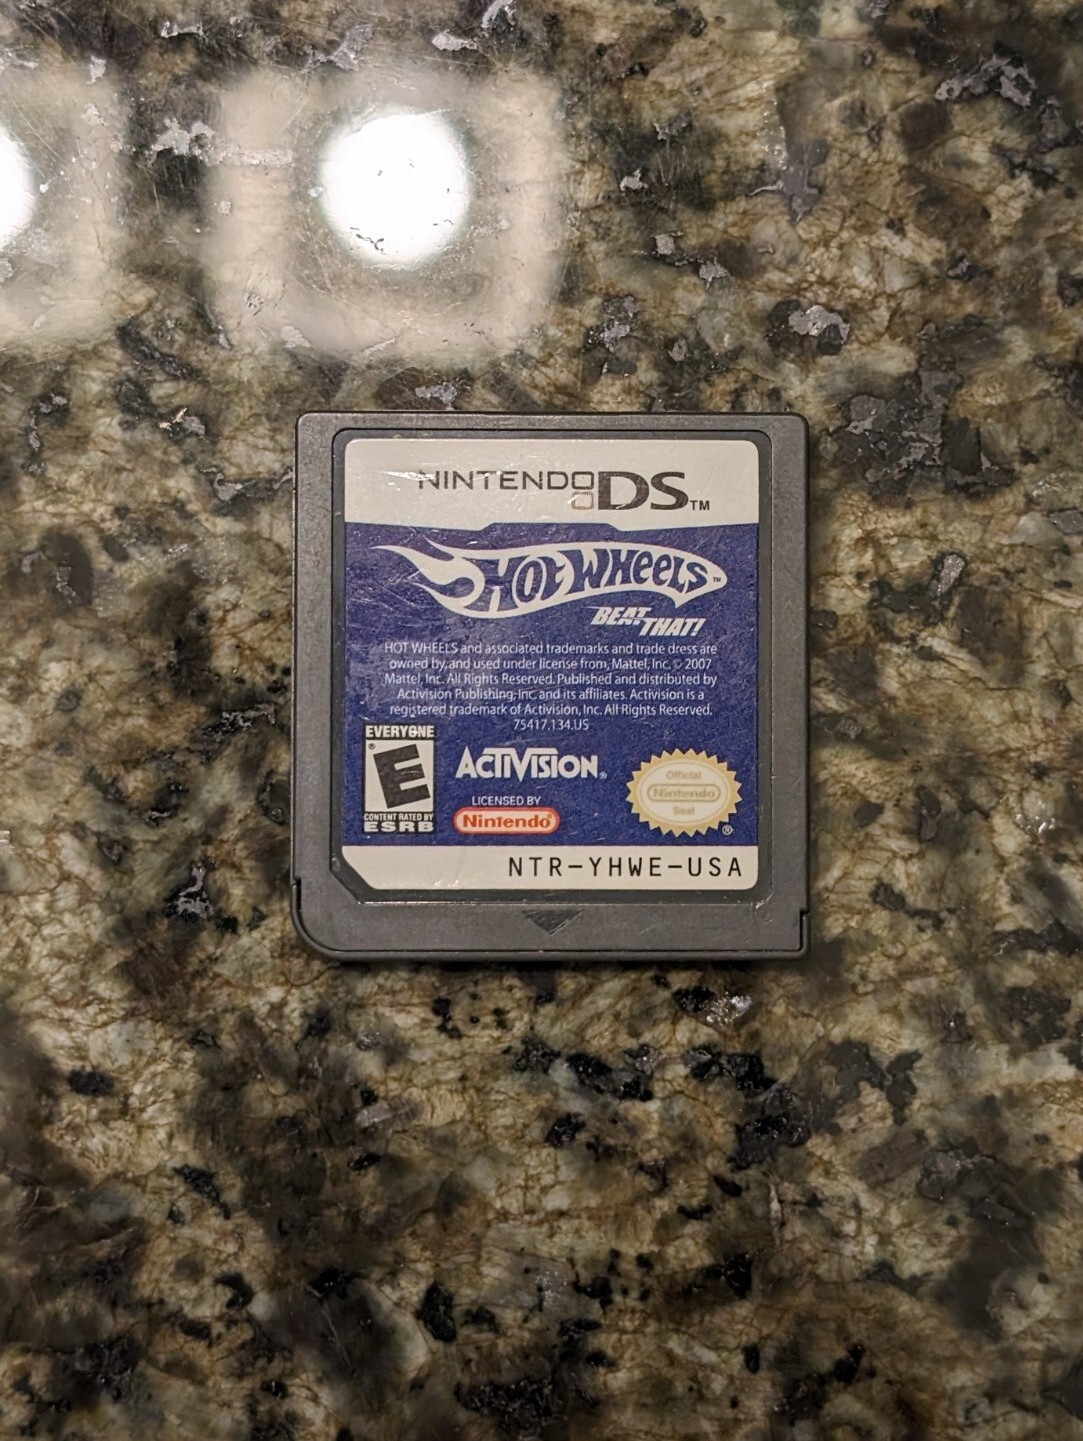 NINTENDO DS™
HOT WHEELS™
BEAT THAT!
HOT WHEELS and associated trademarks and trade dress are
owned by, and used under license from, Mattel, Inc. © 2007
Mattel, Inc. All Rights Reserved. Published and distributed by
Activision Publishing, Inc. and its affiliates. Activision is a
registered trademark of Activision, Inc. All Rights Reserved.
75417.134.US
EVERYONE
E®
CONTENT RATED BY
ESRB
ACTIVISION®
LICENSED BY
Nintendo®
Official
Nintendo
Seal
®
NTR-YHWE-USA